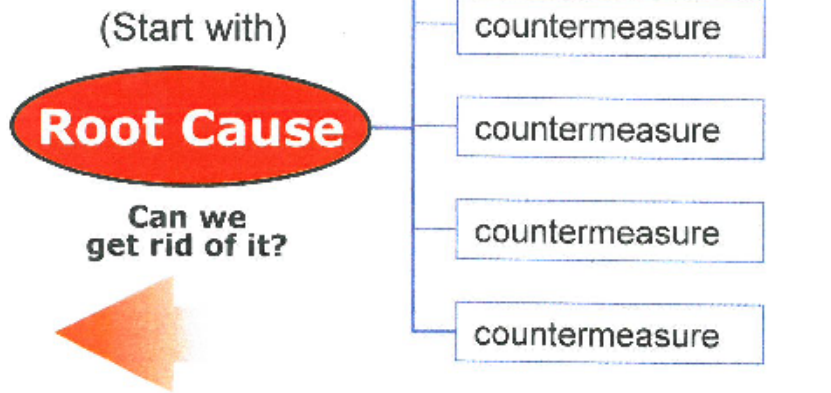 (Start with)
Root Cause
Can we
get rid of it?
countermeasure
countermeasure
countermeasure
countermeasure